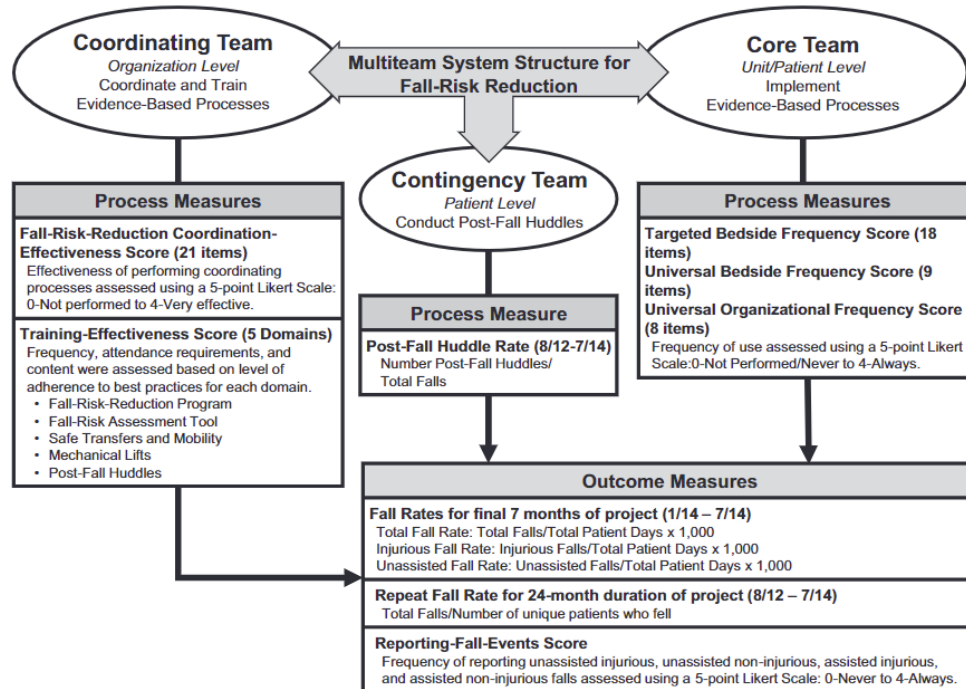 Coordinating Team
Organization Level
Coordinate and Train
Evidence-Based Processes
Multiteam System Structure for
Fall-Risk Reduction
Core Team
Unit/Patient Level
Implement
Evidence-Based Processes
Contingency Team
Patient Level
Conduct Post-Fall Huddles
Process Measures
Fall-Risk-Reduction Coordination-
Effectiveness Score (21 items)
Effectiveness of performing coordinating
processes assessed using a 5-point Likert Scale:
0-Not performed to 4-Very effective.
Training-Effectiveness Score (5 Domains)
Frequency, attendance requirements, and
content were assessed based on level of
adherence to best practices for each domain.
• Fall-Risk-Reduction Program
• Fall-Risk Assessment Tool
• Safe Transfers and Mobility
• Mechanical Lifts
• Post-Fall Huddles
Process Measure
Post-Fall Huddle Rate (8/12-7/14)
Number Post-Fall Huddles/
Total Falls
Process Measures
Targeted Bedside Frequency Score (18
items)
Universal Bedside Frequency Score (9
items)
Universal Organizational Frequency Score
(8 items)
Frequency of use assessed using a 5-point Likert
Scale:0-Not Performed/Never to 4-Always.
Outcome Measures
Fall Rates for final 7 months of project (1/14 – 7/14)
Total Fall Rate: Total Falls/Total Patient Days x 1,000
Injurious Fall Rate: Injurious Falls/Total Patient Days x 1,000
Unassisted Fall Rate: Unassisted Falls/Total Patient Days x 1,000
Repeat Fall Rate for 24-month duration of project (8/12 – 7/14)
Total Falls/Number of unique patients who fell
Reporting-Fall-Events Score
Frequency of reporting unassisted injurious, unassisted non-injurious, assisted injurious,
and assisted non-injurious falls assessed using a 5-point Likert Scale: 0-Never to 4-Always.